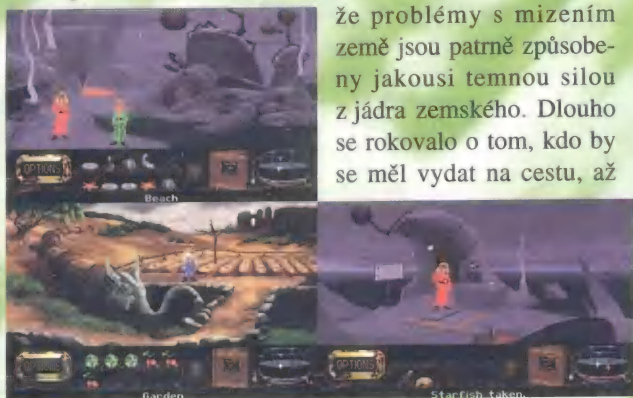 že problémy s mizením
země jsou patrně způsobe-
ny jakousi temnou silou
z jádra zemského. Dlouho
se rokovalo o tom, kdo by
se měl vydat na cestu, až
OPTIONS
Beach
OPTIONS
Garden
OPTIONS
Starfish taken.